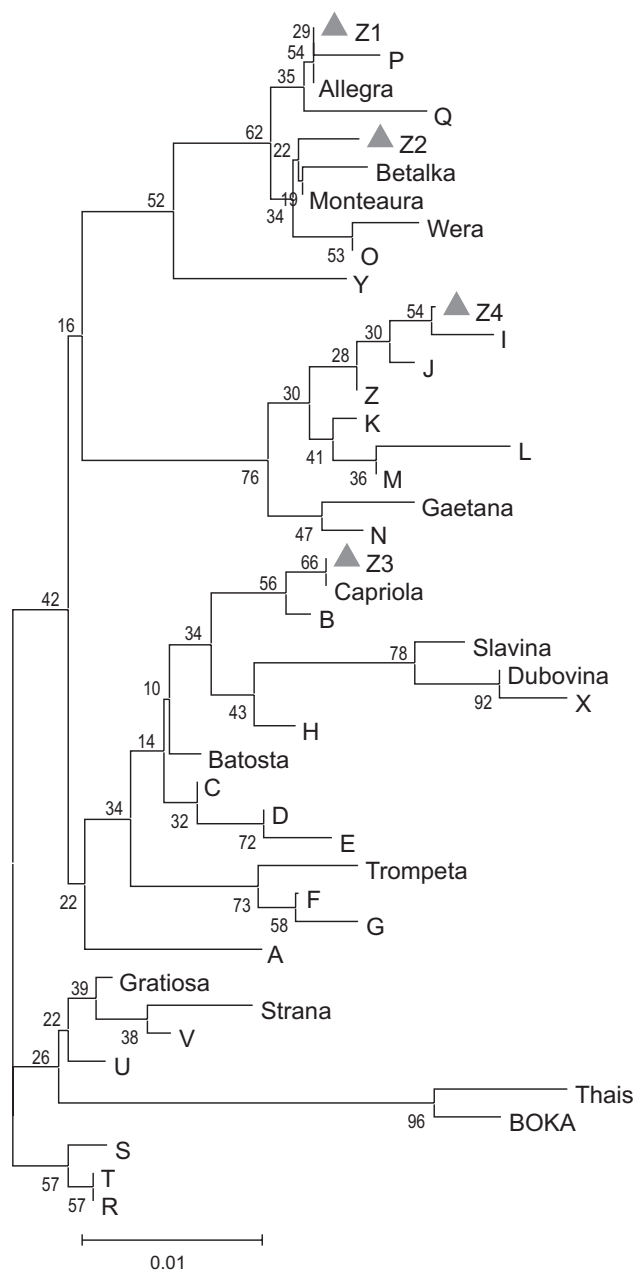 29
Z1
54
P
35
Allegra
Q
62
22
Z2
Betalka
19
Monteaura
34
Wera
52
53
O
Y
54
Z4
16
30
I
28
J
30
Z
K
41
L
36
M
76
Gaetana
47
N
66
Z3
56
Capriola
B
42
34
78
Slavina
Dubovina
92
X
10
43
H
14
Batosta
C
32
D
72
E
34
Trompeta
73
F
22
58
G
A
39
Gratiosa
Strana
22
38
V
26
U
Thais
96
BOKA
S
57
T
57
R
0.01